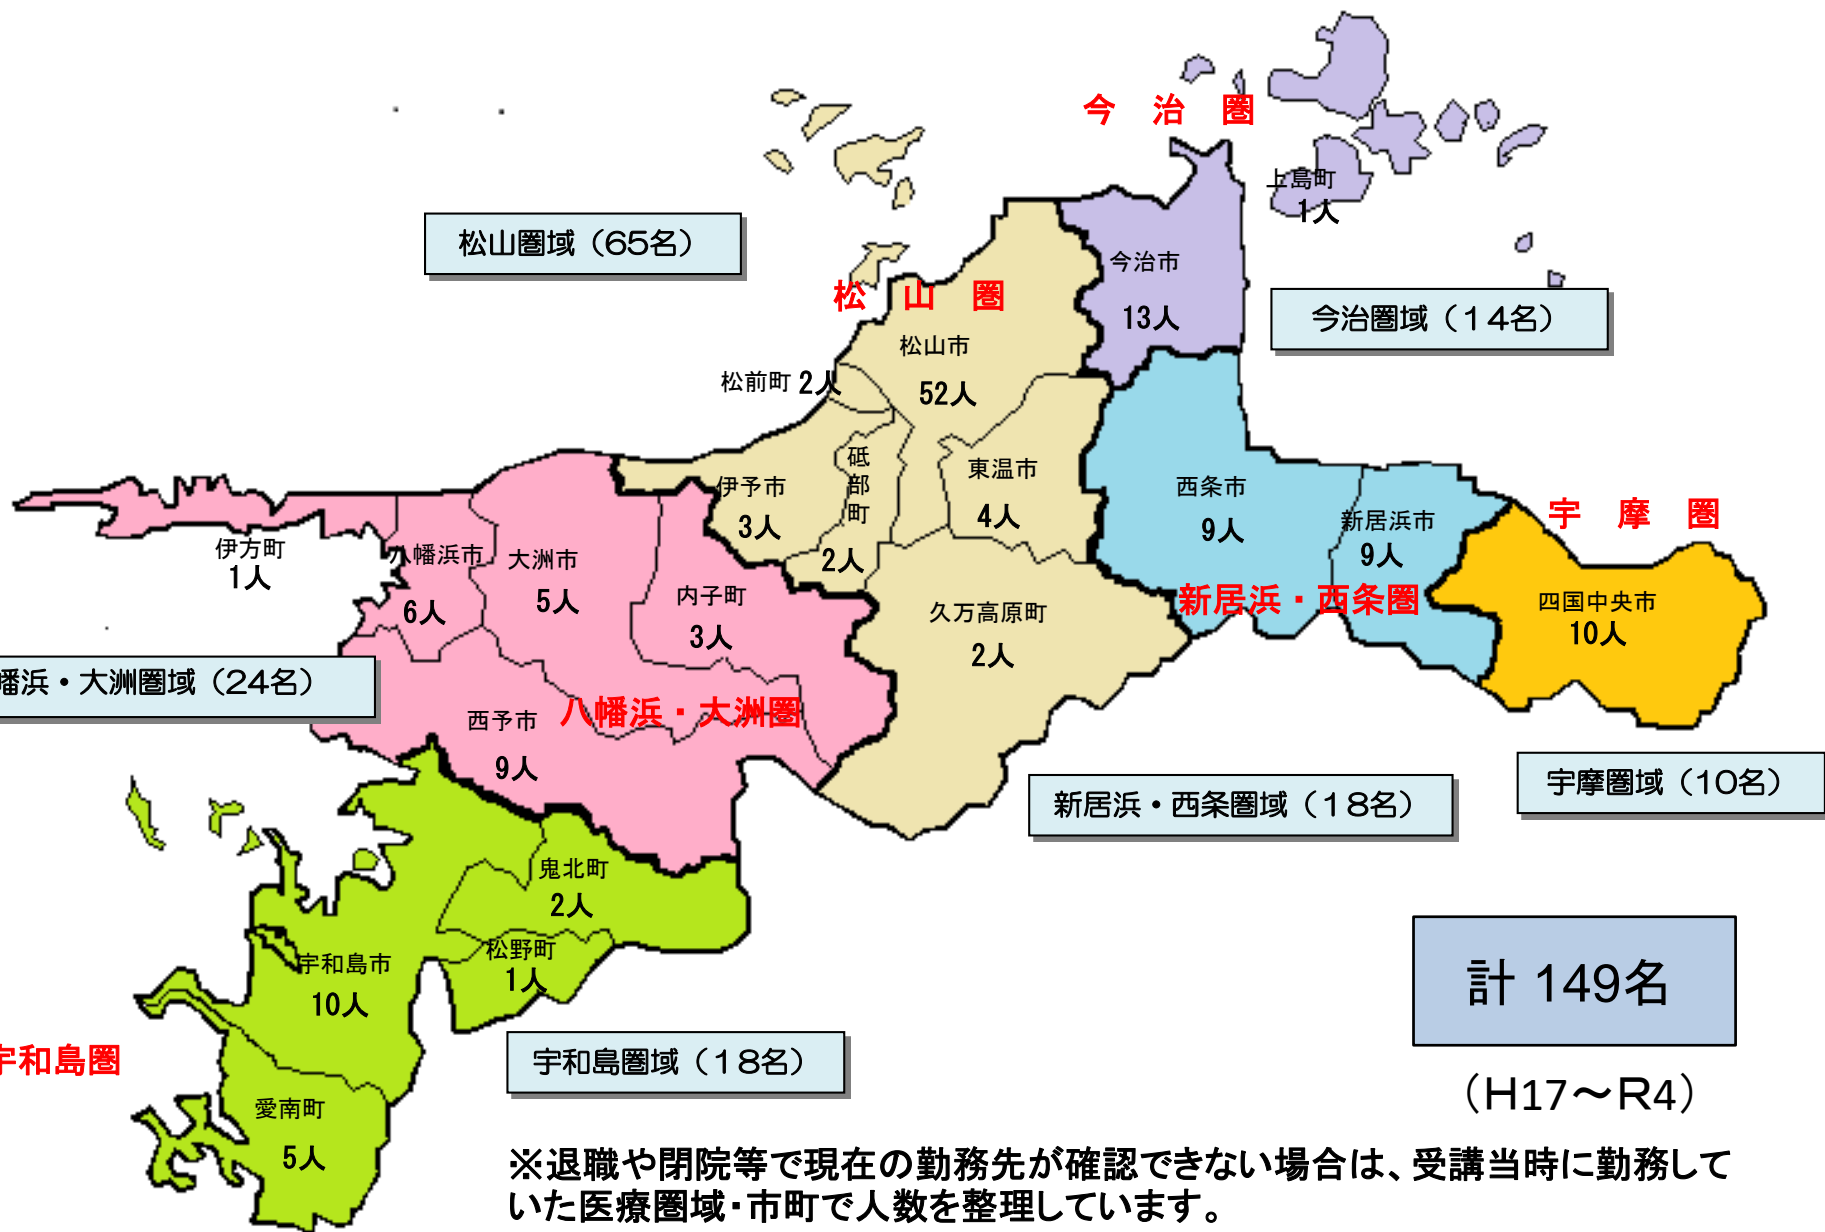 今 治 圏
上島町
1人
松山圏域（65名）
今治市
13人
今治圏域（14名）
松 山 圏
松山市
52人
松前町 2人
砥部町
2人
東温市
4人
伊予市
3人
西条市
9人
新居浜市
9人
宇 摩 圏
伊方町
1人
八幡浜市
6人
大洲市
5人
内子町
3人
久万高原町
2人
新居浜・西条圏
四国中央市
10人
幡浜・大洲圏域（24名）
西予市
9人
八幡浜・大洲圏
新居浜・西条圏域（18名）
宇摩圏域（10名）
鬼北町
2人
松野町
1人
宇和島市
10人
計 149名
宇和島圏
宇和島圏域（18名）
（H17～R4）
愛南町
5人
※退職や閉院等で現在の勤務先が確認できない場合は、受講当時に勤務して
いた医療圏域・市町で人数を整理しています。